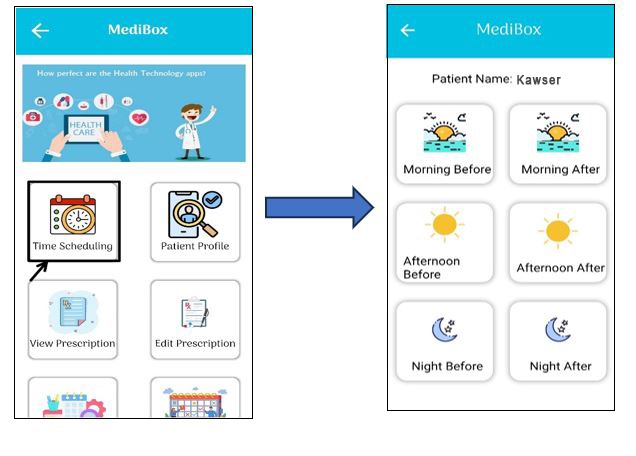 MediBox
How perfect are the Health Technology apps?
HEALTH
CARE
Time Scheduling
Patient Profile
View Prescription
Edit Prescription
MediBox
Patient Name: Kawser
Morning Before
Morning After
Afternoon
Before
Afternoon After
Night Before
Night After